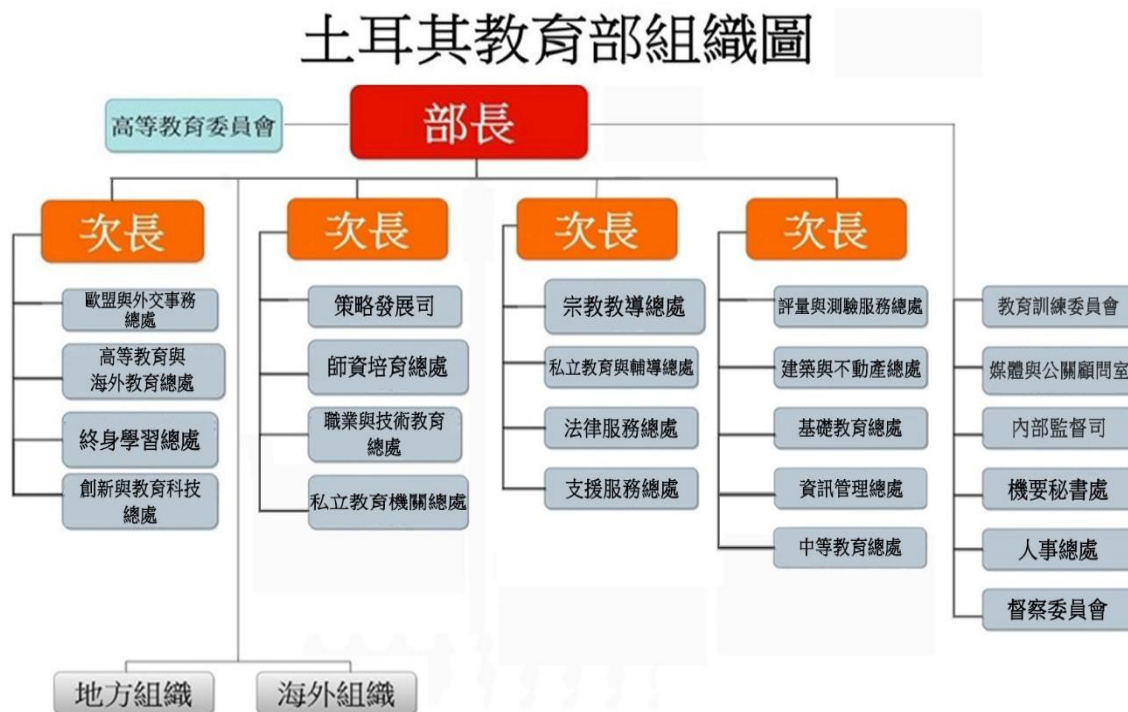 土耳其教育部組織圖
高等教育委員會
部長
次長
歐盟與外交事務
總處
高等教育與
海外教育總處
終身學習總處
創新與教育科技
總處
次長
策略發展司
師資培育總處
職業與技術教育
總處
私立教育機關總處
次長
宗教教導總處
私立教育與輔導總處
法律服務總處
支援服務總處
次長
評量與測驗服務總處
建築與不動產總處
基礎教育總處
資訊管理總處
中等教育總處
教育訓練委員會
媒體與公關顧問室
內部監督司
機要秘書處
人事總處
督察委員會
地方組織
海外組織